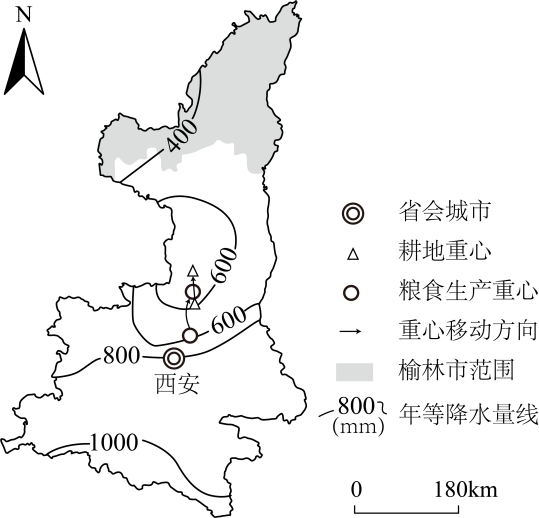 N
400
600
600
800
西安
1000
省会城市
耕地重心
粮食生产重心
重心移动方向
榆林市范围
800
(mm)
年等降水量线
0 180km